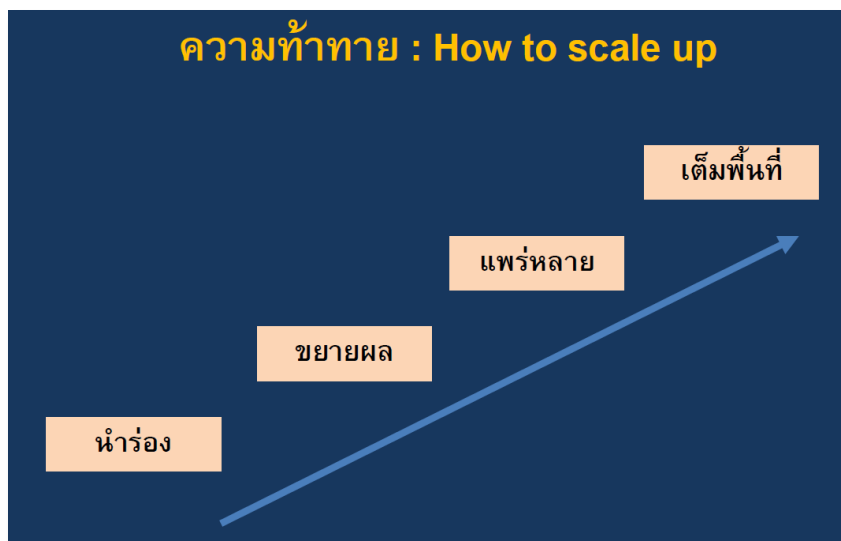 ความท้าทาย : How to scale up
เต็มพื้นที่
แพร่หลาย
ขยายผล
นำร่อง